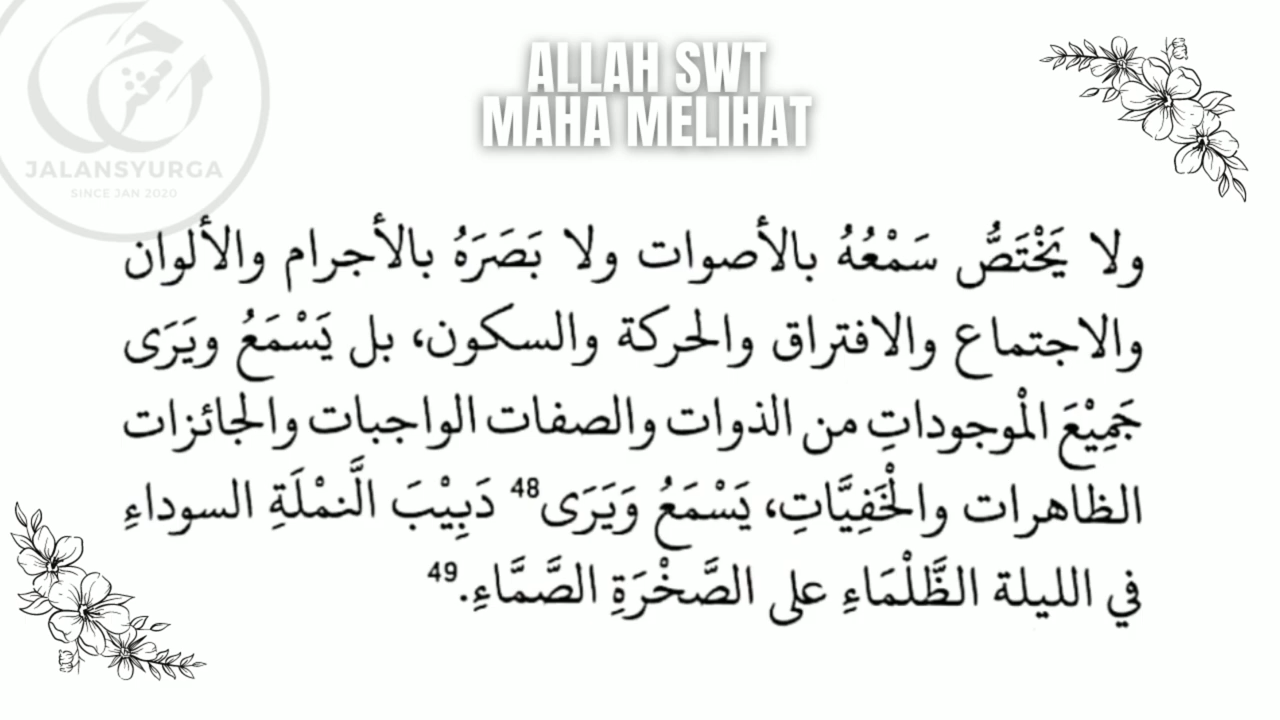 JALANSYURGA
SINCE JAN 2020
ALLAH SWT
MAHA MELIHAT
ولا يَخْتَصُّ سَمْعُهُ بالأصوات ولا بَصَرَهُ بالأجرام والألوان
والاجتماع والافتراق والحركة والسكون، بل يَسْمَعُ ويَرَى
جَمِيْعَ الْموجوداتِ من الذوات والصفات الواجبات والجائزات
الظاهرات والْخَفِيَّاتِ، يَسْمَعُ وَيَرَى48 دَبِيْبَ النَّمْلَةِ السوداءِ
في الليلة الظَّلْمَاءِ على الصَّخْرَةِ الصَّمَّاءِ.49